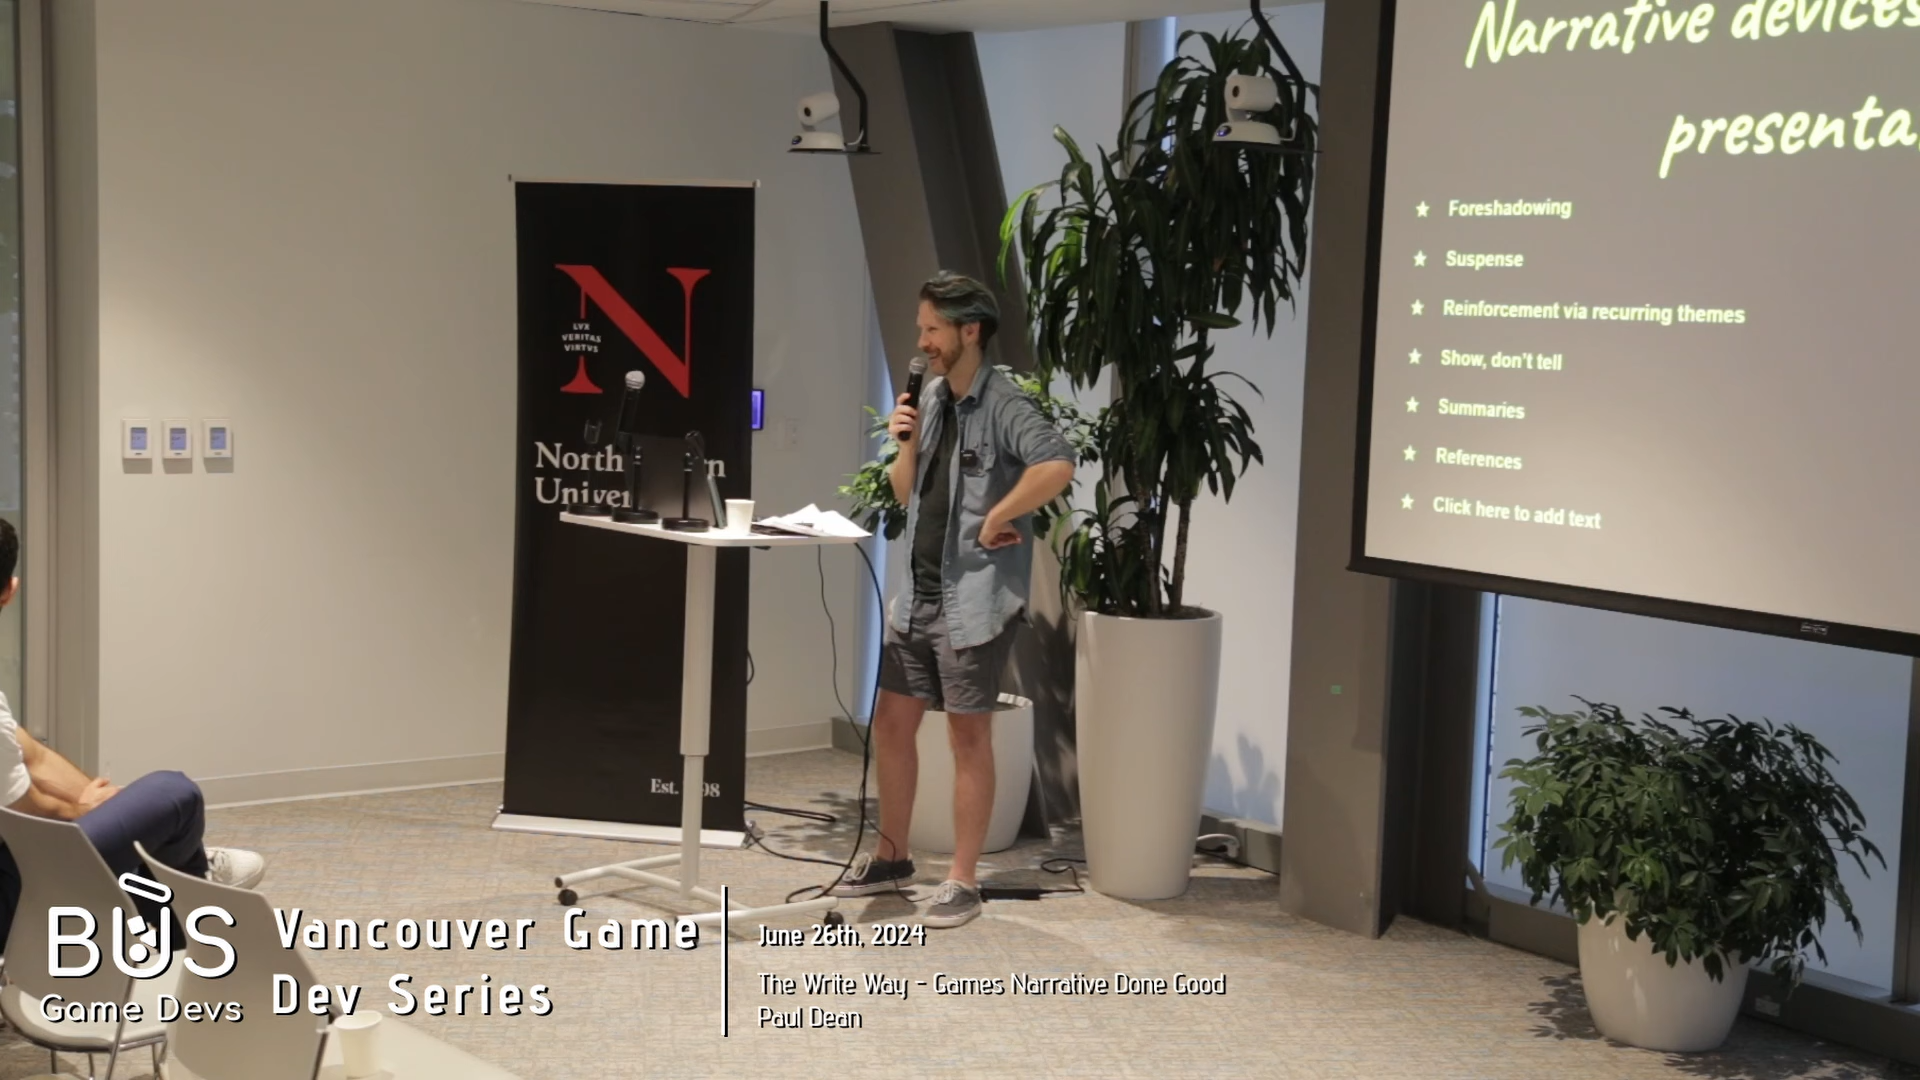 Narrative devices
presenta
★ Foreshadowing
★ Suspense
★ Reinforcement via recurring themes
★ Show, don't tell
★ Summaries
★ References
★ Click here to add text
N
LVX
VERITAS
VIRTVS
North rn
Univer
Est. 98
BUS
Game Devs
Vancouver Game
Dev Series
June 26th, 2024
The Write Way - Games Narrative Done Good
Paul Dean